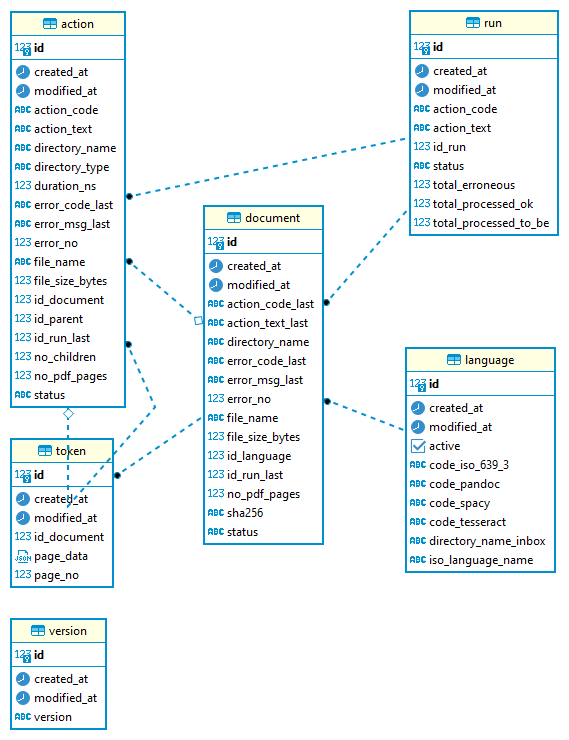 action
123 id
created_at
modified_at
ABC action_code
ABC action_text
ABC directory_name
ABC directory_type
123 duration_ns
ABC error_code_last
ABC error_msg_last
123 error_no
ABC file_name
123 file_size_bytes
123 id_document
123 id_parent
123 id_run_last
123 no_children
123 no_pdf_pages
ABC status
run
123 id
created_at
modified_at
ABC action_code
ABC action_text
123 id_run
ABC status
123 total_erroneous
123 total_processed_ok
123 total_processed_to_be
document
123 id
created_at
modified_at
ABC action_code_last
ABC action_text_last
ABC directory_name
ABC error_code_last
ABC error_msg_last
123 error_no
ABC file_name
123 file_size_bytes
123 id_language
123 id_run_last
123 no_pdf_pages
ABC sha256
ABC status
language
123 id
created_at
modified_at
active
ABC code_iso_639_3
ABC code_pandoc
ABC code_spacy
ABC code_tesseract
ABC directory_name_inbox
ABC iso_language_name
token
123 id
created_at
modified_at
123 id_document
JSON page_data
123 page_no
version
123 id
created_at
modified_at
ABC version